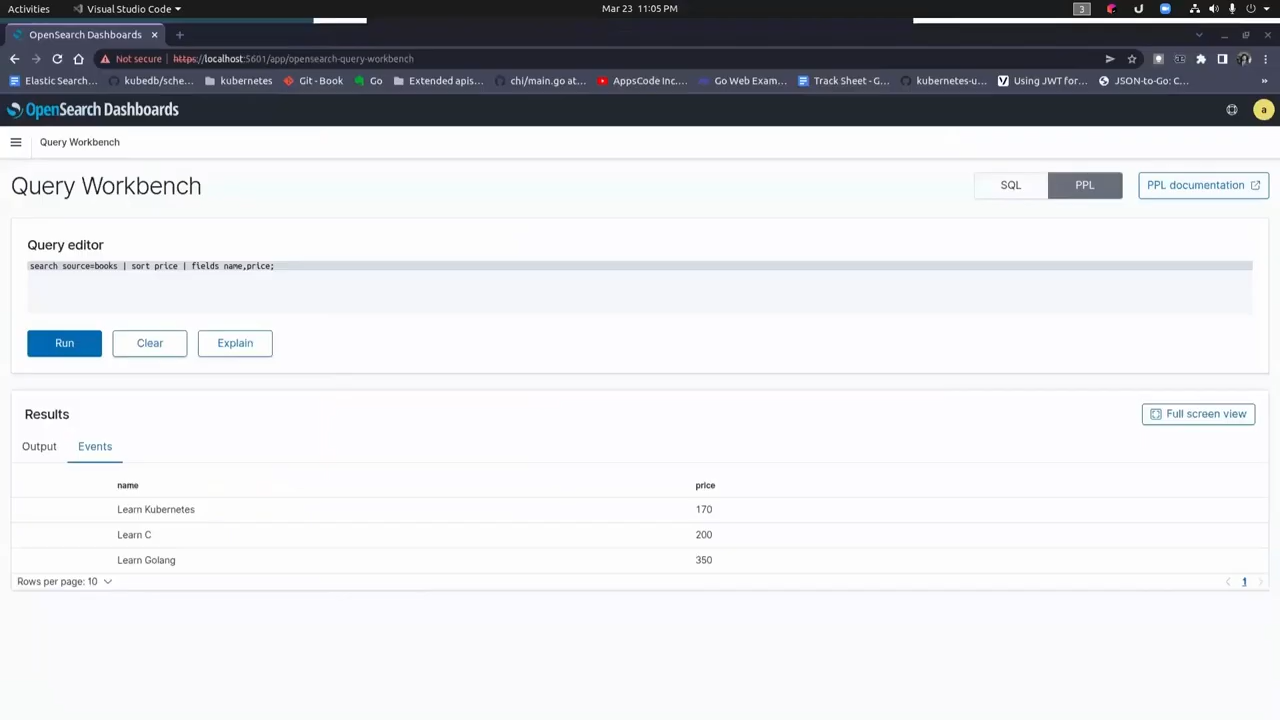 Activities Visual Studio Code Mar 23 11:05 PM 3
OpenSearch Dashboards
Not secure https://localhost:5601/app/opensearch-query-workbench
Elastic Search... kubedb/sche... kubernetes Git - Book Go Extended apis... chi/main.go at... AppsCode Inc.... Go Web Exam... Track Sheet - G... kubernetes-u... Using JWT for... JSON-to-Go: C... »
OpenSearch Dashboards a
Query Workbench
Query Workbench SQL PPL PPL documentation
Query editor
search source=books | sort price | fields name,price;
Run Clear Explain
Results Full screen view
Output Events
name price
Learn Kubernetes 170
Learn C 200
Learn Golang 350
Rows per page: 10 1